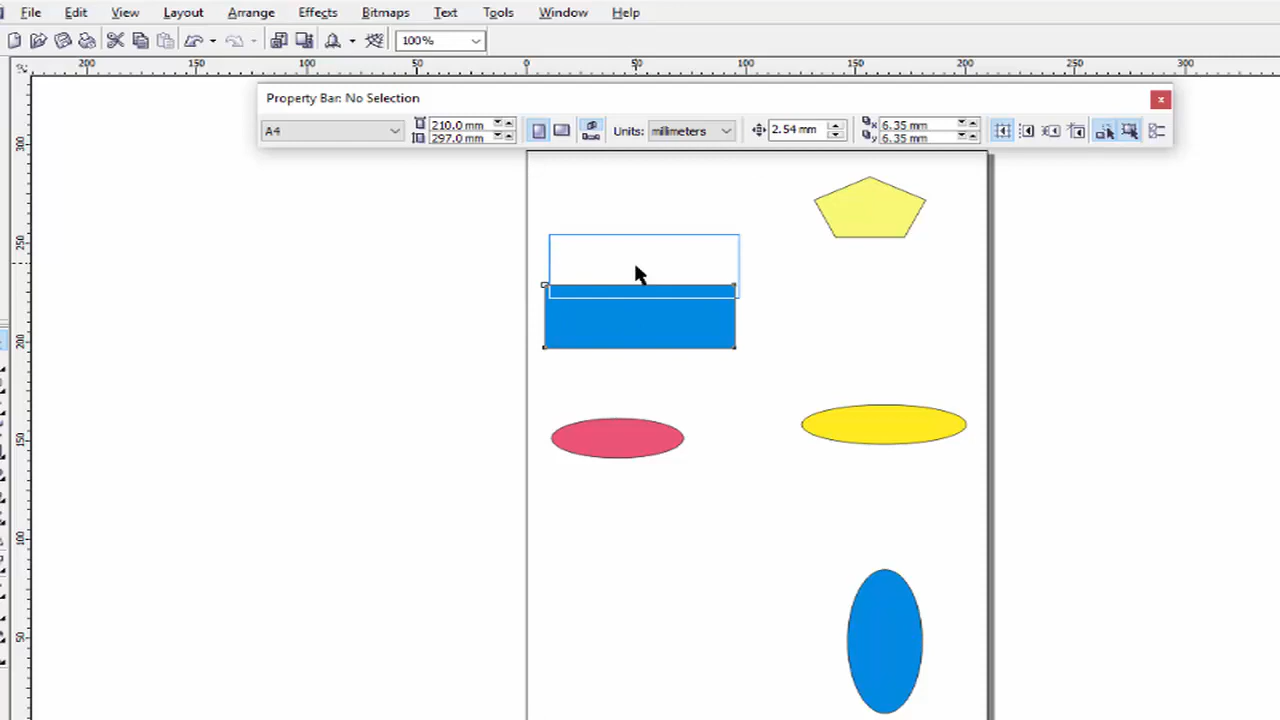 File Edit View Layout Arrange Effects Bitmaps Text Tools Window Help
100%
200 150 100 50 0 50 100 150 200 250 300
Property Bar: No Selection
A4 210.0 mm 297.0 mm Units: millimeters 2.54 mm x 6.35 mm y 6.35 mm
300
250
200
150
100
50